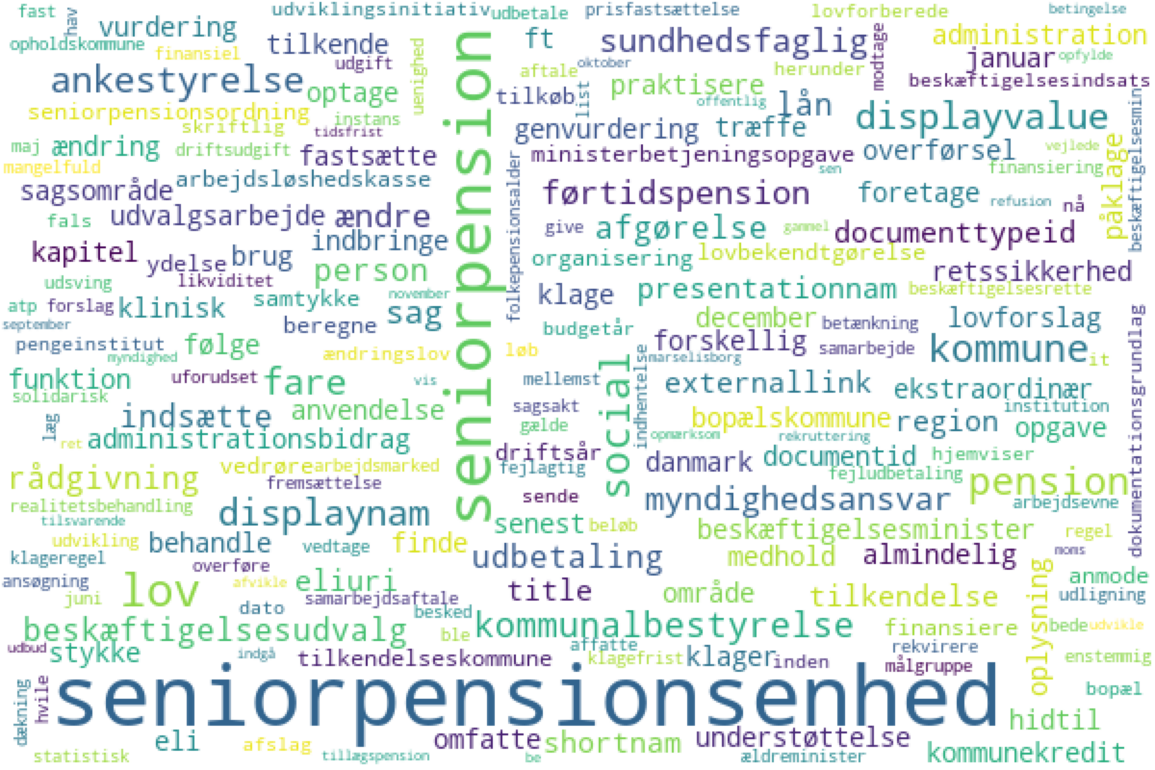 fast
hav
vurdering
udviklingsinitiativ
udbetale
prisfastsættelse
lovforberede
betingelse
opholdskommune
finansiel
tilkende
udgift
uenighed
ft
sundhedsfaglig
modtage
administration
januar
opfylde
ankestyrelse
optage
aftale
oktober
praktisere
herunder
beskæftigelsesindsats
seniorpensionsordning
instans
tilkøb
list
offentlig
lån
displayvalue
skriftlig
tidsfrist
genvurdering
træffe
beskæftigelsesmin
maj
ændring
driftsudgift
fastsætte
ministerbetjeningsopgave
overførsel
vejlede
mangelfuld
arbejdsløshedskasse
sen
finansiering
påklage
sagsområde
førtidspension
foretage
refusion
nå
fals
udvalgsarbejde
ændre
seniorpension
folkepensionsalder
give
afgørelse
gammel
documenttypeid
kapitel
ydelse
brug
indbringe
organisering
lovbekendtgørelse
retssikkerhed
udsving
likviditet
person
klage
presentationnam
beskæftigelsesrette
atp
forslag
klinisk
samtykke
november
sag
budgetår
december
betænkning
lovforslag
september
beregne
pengeinstitut
myndighed
følge
ændringslov
løb
marselisborg
forskellig
samarbejde
kommune
it
dokumentationsgrundlag
funktion
uforudset
fare
vis
mellemst
social
indhentelse
externallink
ekstraordinær
solidarisk
læg
indsætte
anvendelse
sagsakt
gælde
bopælskommune
region
institution
opgave
ret
administrationsbidrag
driftsår
opmærksom
rekruttering
rådgivning
vedrøre
arbejdsmarked
fejlagtig
danmark
documentid
hjemviser
fremsættelse
fejludbetaling
pension
realitetsbehandling
sende
myndighedsansvar
arbejdsevne
tilsvarende
displaynam
senest
beløb
beskæftigelsesminister
regel
udvikling
behandle
vedtage
finde
udbetaling
medhold
almindelig
moms
klageregel
overføre
ansøgning
afvikle
eliuri
title
område
tilkendelse
oplysning
anmode
juni
lov
samarbejdsaftale
udligning
dato
besked
beskæftigelsesudvalg
ble
kommunalbestyrelse
finansiere
bede
udvikle
udbud
stykke
indgå
tilkendelseskommune
affatte
klagefrist
klager
inden
rekvirere
målgruppe
enstemmig
dækning
hvile
seniorpensionsenhed
bopæl
hidtil
statistisk
eli
afslag
tillægspension
omfatte
be
shortnam
understøttelse
ældreminister
kommunekredit